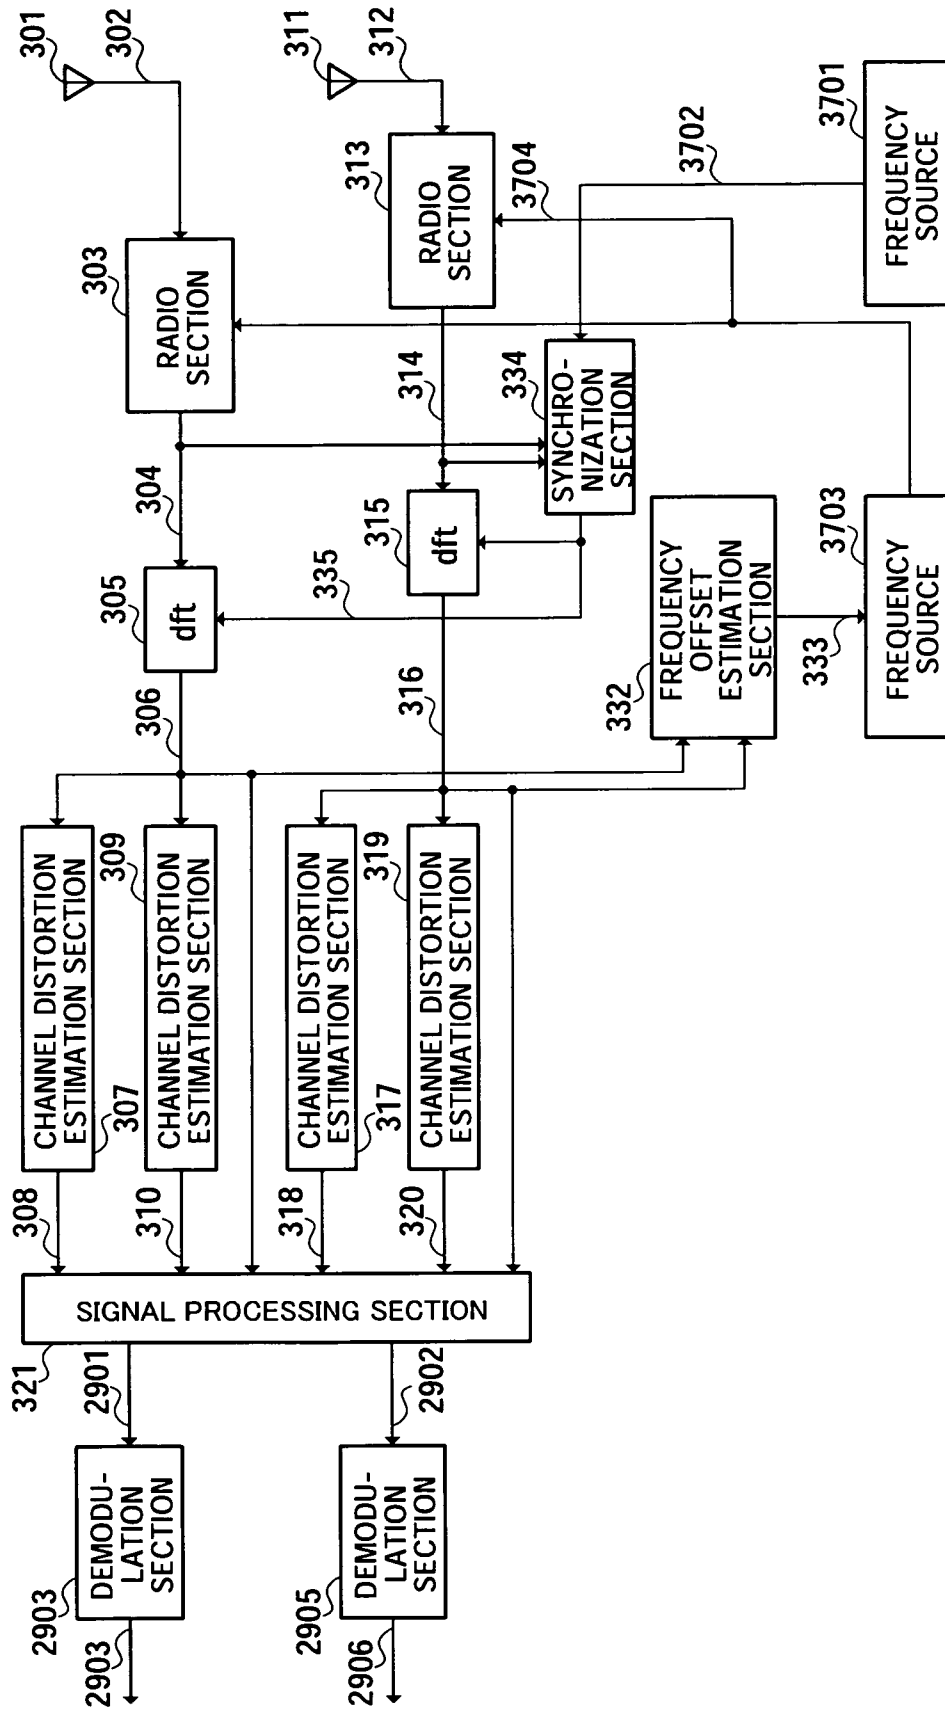 301
302
303
RADIO
SECTION
304
305
dft
306
CHANNEL DISTORTION
ESTIMATION SECTION
307
308
309
CHANNEL DISTORTION
ESTIMATION SECTION
310
311
312
313
RADIO
SECTION
314
315
dft
335
316
CHANNEL DISTORTION
ESTIMATION SECTION
317
318
319
CHANNEL DISTORTION
ESTIMATION SECTION
320
SIGNAL PROCESSING SECTION
321
2901
2902
DEMODU-
LATION
SECTION
2903
2903
DEMODU-
LATION
SECTION
2905
2906
334
SYNCHRO-
NIZATION
SECTION
3704
3702
3701
FREQUENCY
SOURCE
332
FREQUENCY
OFFSET
ESTIMATION
SECTION
333
3703
FREQUENCY
SOURCE